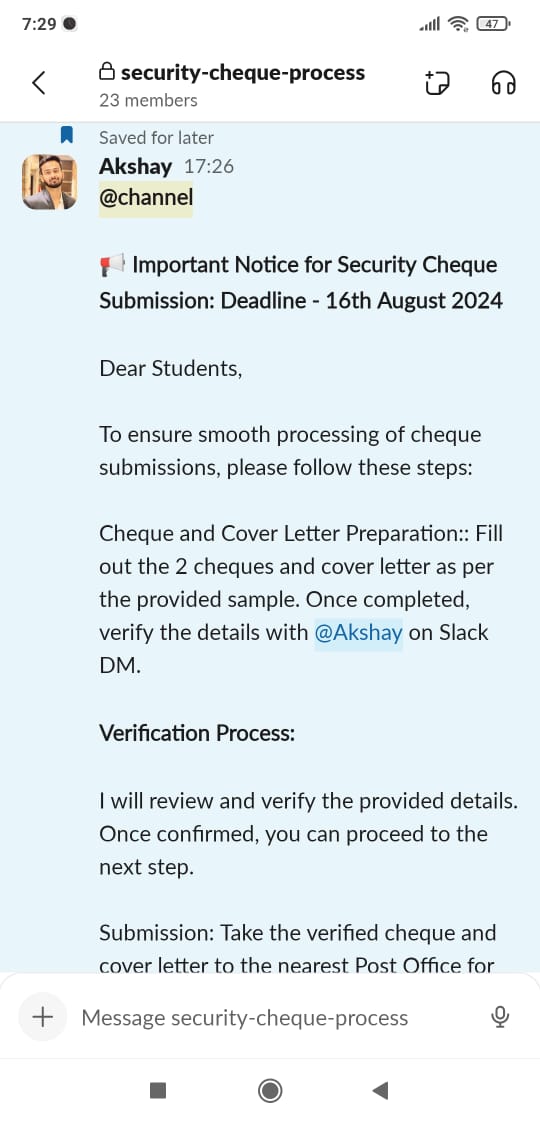 7:29
47
security-cheque-process
23 members
Saved for later
Akshay 17:26
@channel
Important Notice for Security Cheque
Submission: Deadline - 16th August 2024
Dear Students,
To ensure smooth processing of cheque
submissions, please follow these steps:
Cheque and Cover Letter Preparation:: Fill
out the 2 cheques and cover letter as per
the provided sample. Once completed,
verify the details with @Akshay on Slack
DM.
Verification Process:
I will review and verify the provided details.
Once confirmed, you can proceed to the
next step.
Submission: Take the verified cheque and
cover letter to the nearest Post Office for
Message security-cheque-process